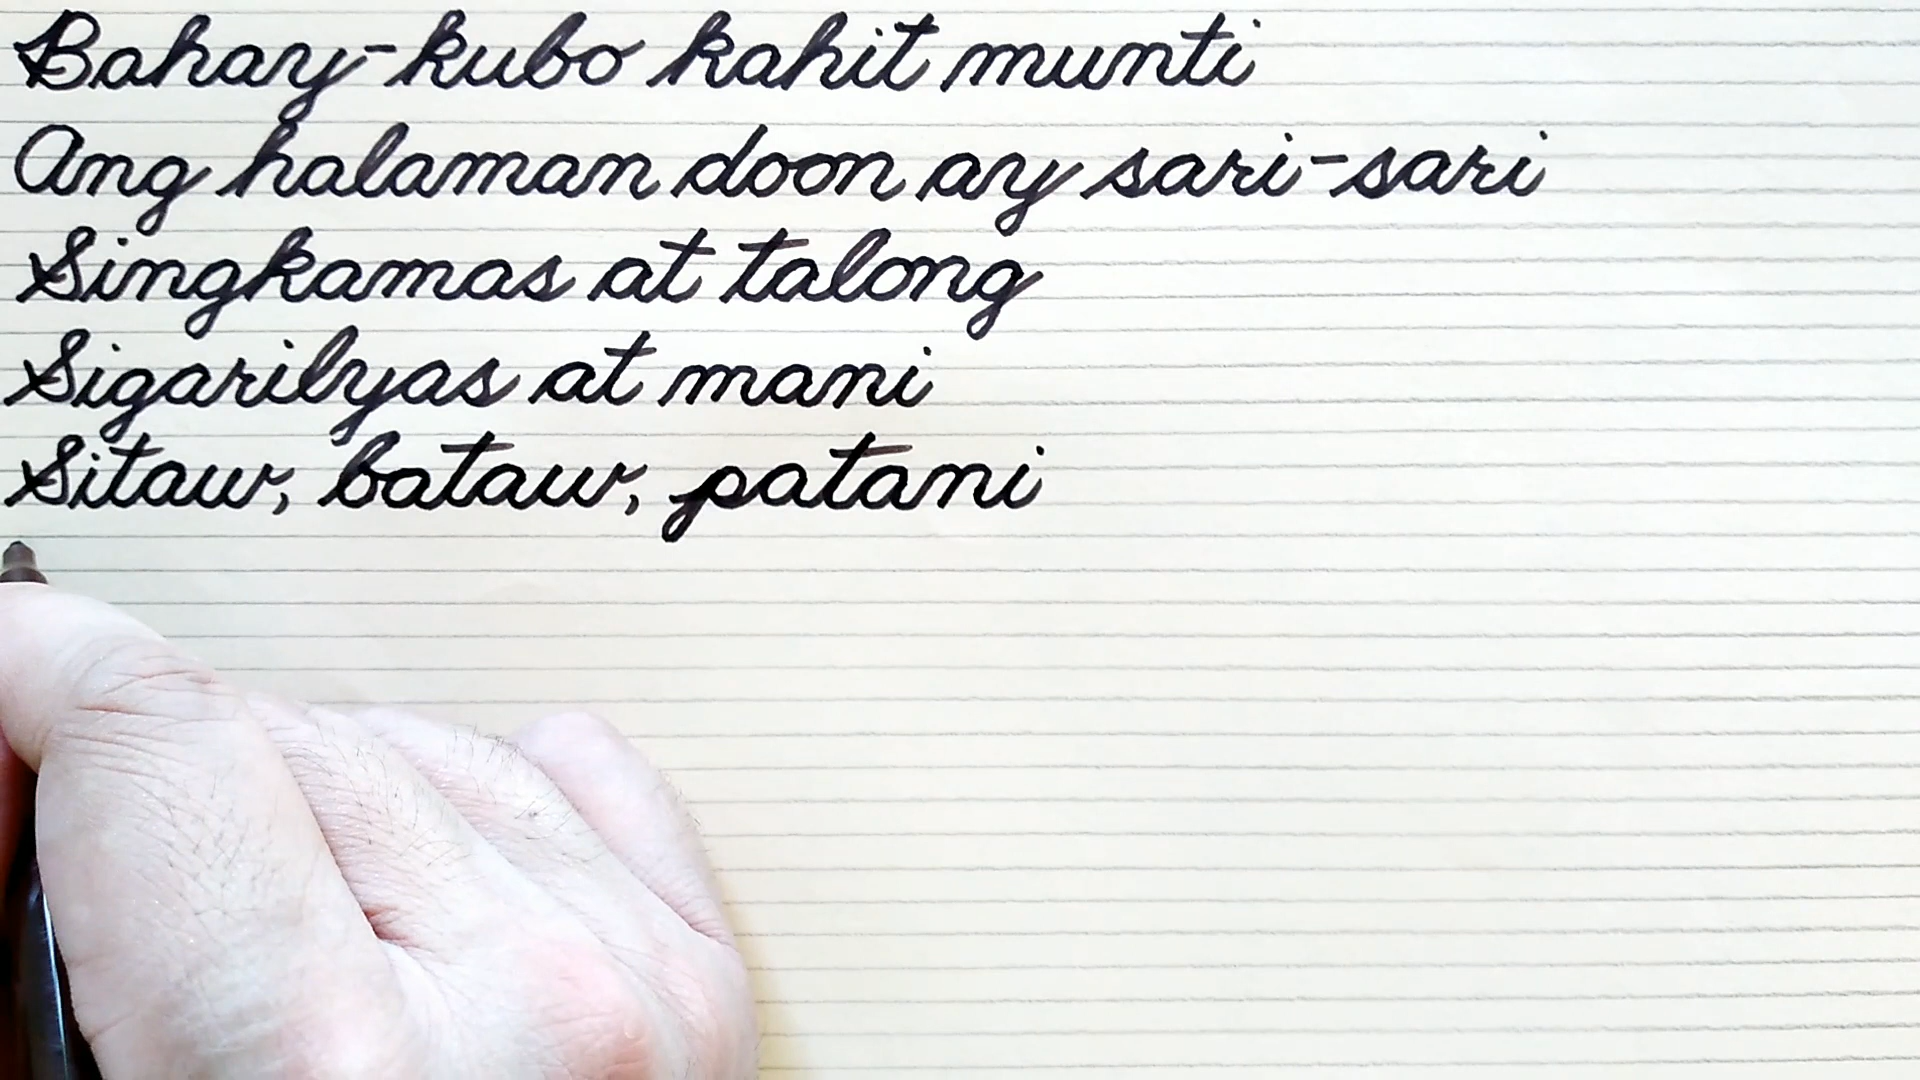 Bahay-kubo kahit munti
Ang halaman doon ay sari-sari
Singkamas at talong
Sigarilyas at mani
Sitaw, bataw, patani